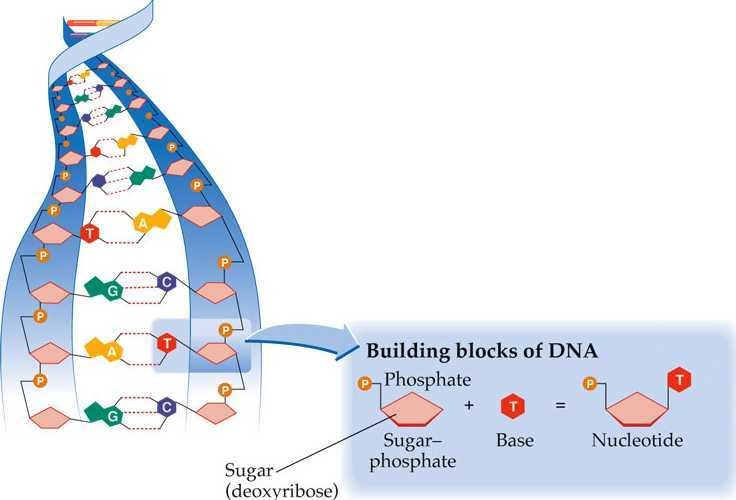 P
P
P
P
P
P
P
P
T
A
P
P
G
C
P
P
A
T
P
P
G
C
Building blocks of DNA
P Phosphate P T
+ T =
Sugar– Base Nucleotide
phosphate
Sugar
(deoxyribose)